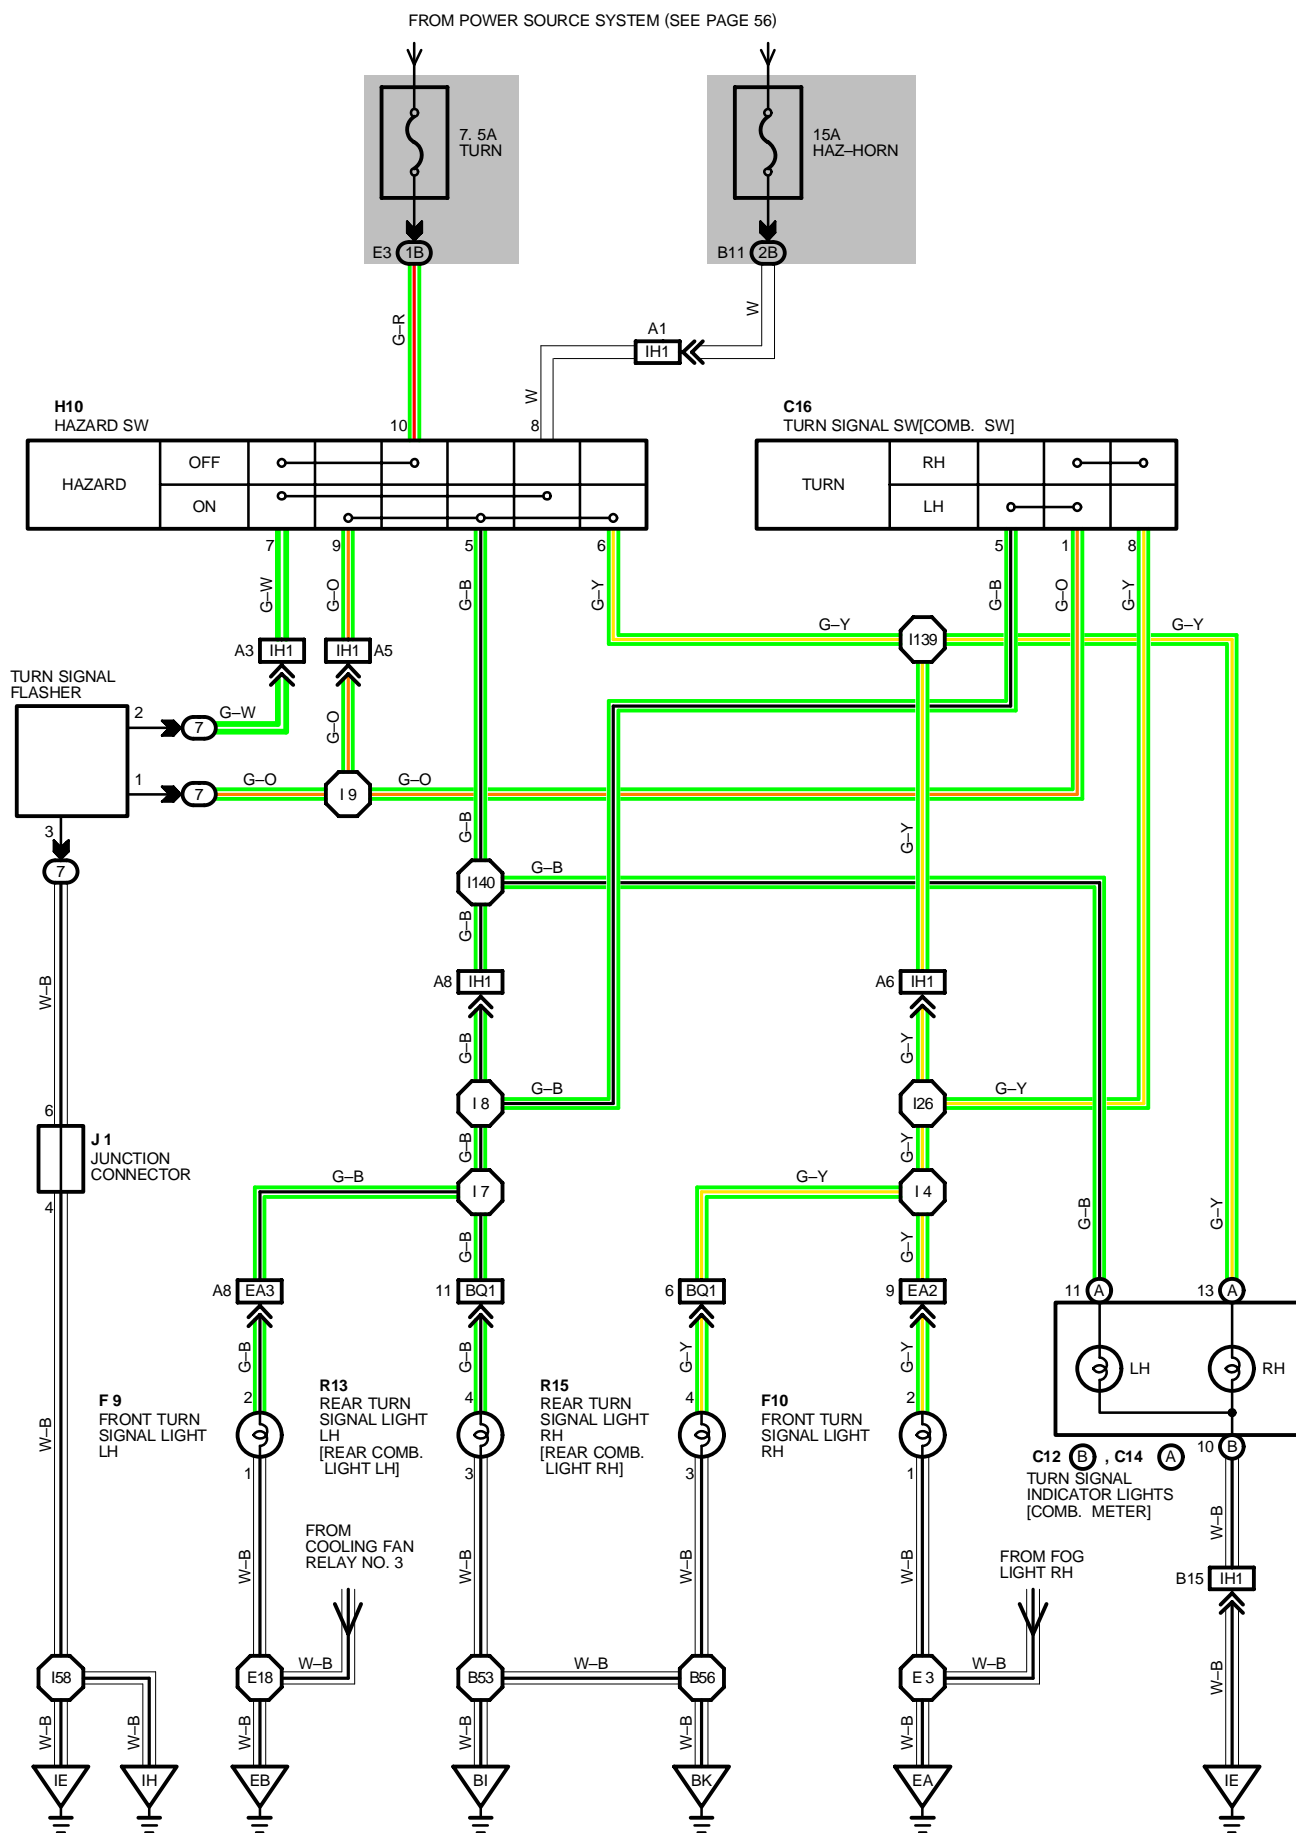 FROM POWER SOURCE SYSTEM (SEE PAGE 56)
7. 5A
TURN
15A
HAZ–HORN
E3 1B
B11 2B
G–R
W
A1
IH1
W
H10
HAZARD SW
10
8
C16
TURN SIGNAL SW[COMB. SW]
HAZARD
OFF
ON
TURN
RH
LH
7
9
5
6
5
1
8
G–W
G–O
G–B
G–Y
G–B
G–O
G–Y
G–Y
I139
G–Y
A3 IH1
IH1 A5
TURN SIGNAL
FLASHER
2
7
G–W
G–O
1
7
G–O
I 9
G–O
3
7
G–B
G–Y
I140
G–B
G–B
W–B
A8 IH1
A6 IH1
G–B
G–Y
I 8
G–B
I26
G–Y
6
J 1
JUNCTION
CONNECTOR
4
G–B
G–Y
G–B
I 7
G–Y
I 4
G–B
G–Y
G–B
G–Y
A8 EA3
11 BQ1
6 BQ1
9 EA2
11 A
13 A
G–B
G–B
G–Y
G–Y
LH
RH
F 9
FRONT TURN
SIGNAL LIGHT
LH
2
1
R13
REAR TURN
SIGNAL LIGHT
LH
[REAR COMB.
LIGHT LH]
4
3
R15
REAR TURN
SIGNAL LIGHT
RH
[REAR COMB.
LIGHT RH]
4
3
F10
FRONT TURN
SIGNAL LIGHT
RH
2
1
10 B
C12 B , C14 A
TURN SIGNAL
INDICATOR LIGHTS
[COMB. METER]
W–B
W–B
FROM
COOLING FAN
RELAY NO. 3
W–B
W–B
W–B
FROM FOG
LIGHT RH
W–B
B15 IH1
I58
E18
W–B
B53
W–B
B56
E 3
W–B
W–B
W–B
W–B
W–B
W–B
W–B
W–B
IE
IH
EB
BI
BK
EA
IE